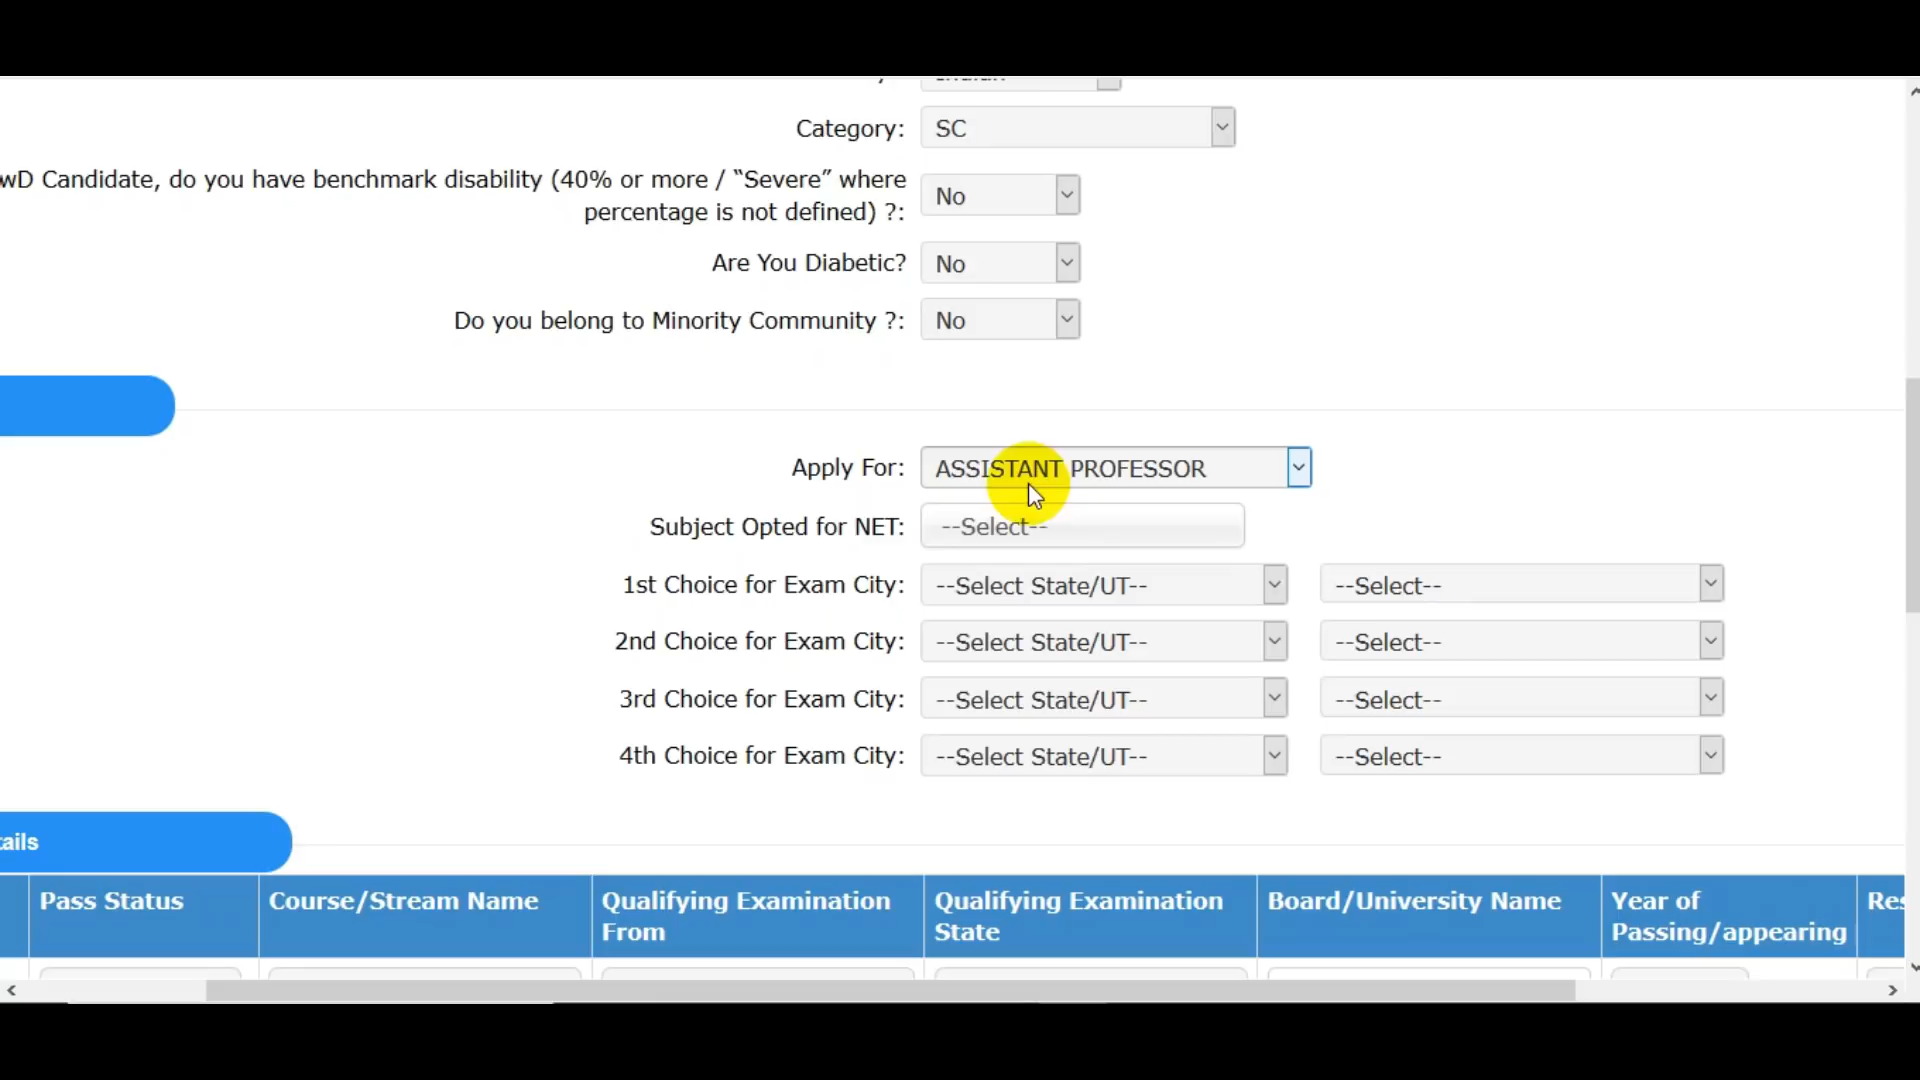 Category: SC
wD Candidate, do you have benchmark disability (40% or more / “Severe” where
percentage is not defined) ?: No
Are You Diabetic? No
Do you belong to Minority Community ?: No
Apply For: ASSISTANT PROFESSOR
Subject Opted for NET: --Select--
1st Choice for Exam City: --Select State/UT-- --Select--
2nd Choice for Exam City: --Select State/UT-- --Select--
3rd Choice for Exam City: --Select State/UT-- --Select--
4th Choice for Exam City: --Select State/UT-- --Select--
tails
Pass Status Course/Stream Name Qualifying Examination Qualifying Examination Board/University Name Year of Res
From State Passing/appearing